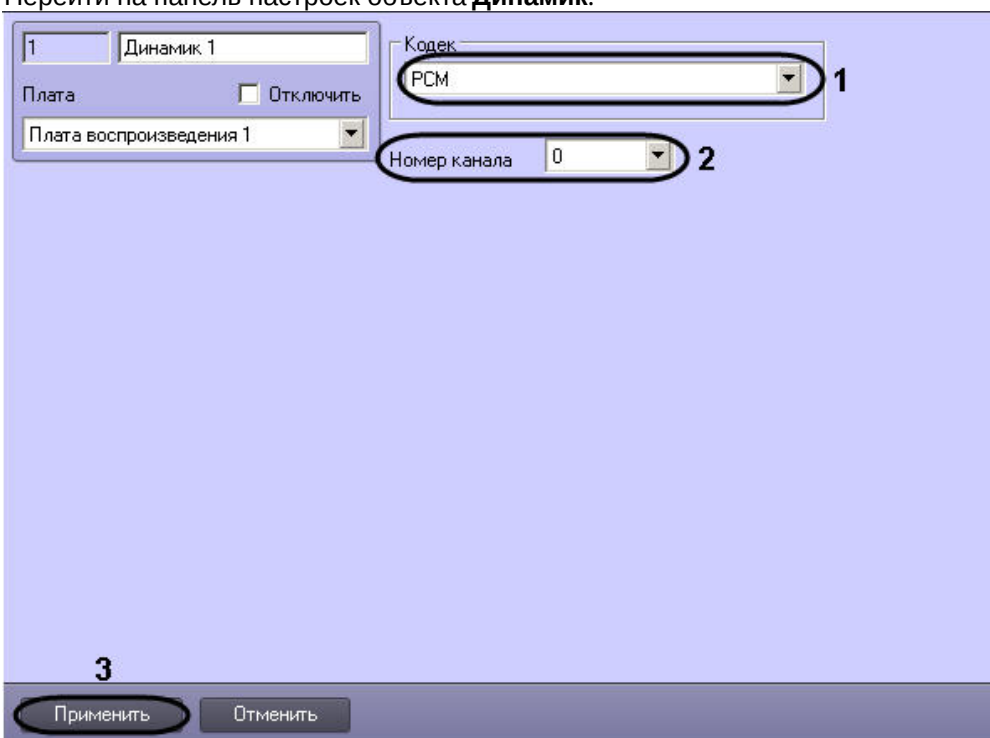 Перейти на панель настроек объекта Динамик.
1 Динамик 1
Кодек
PCM 1
Плата Отключить
Плата воспроизведения 1
Номер канала 0 2
3
Применить Отменить